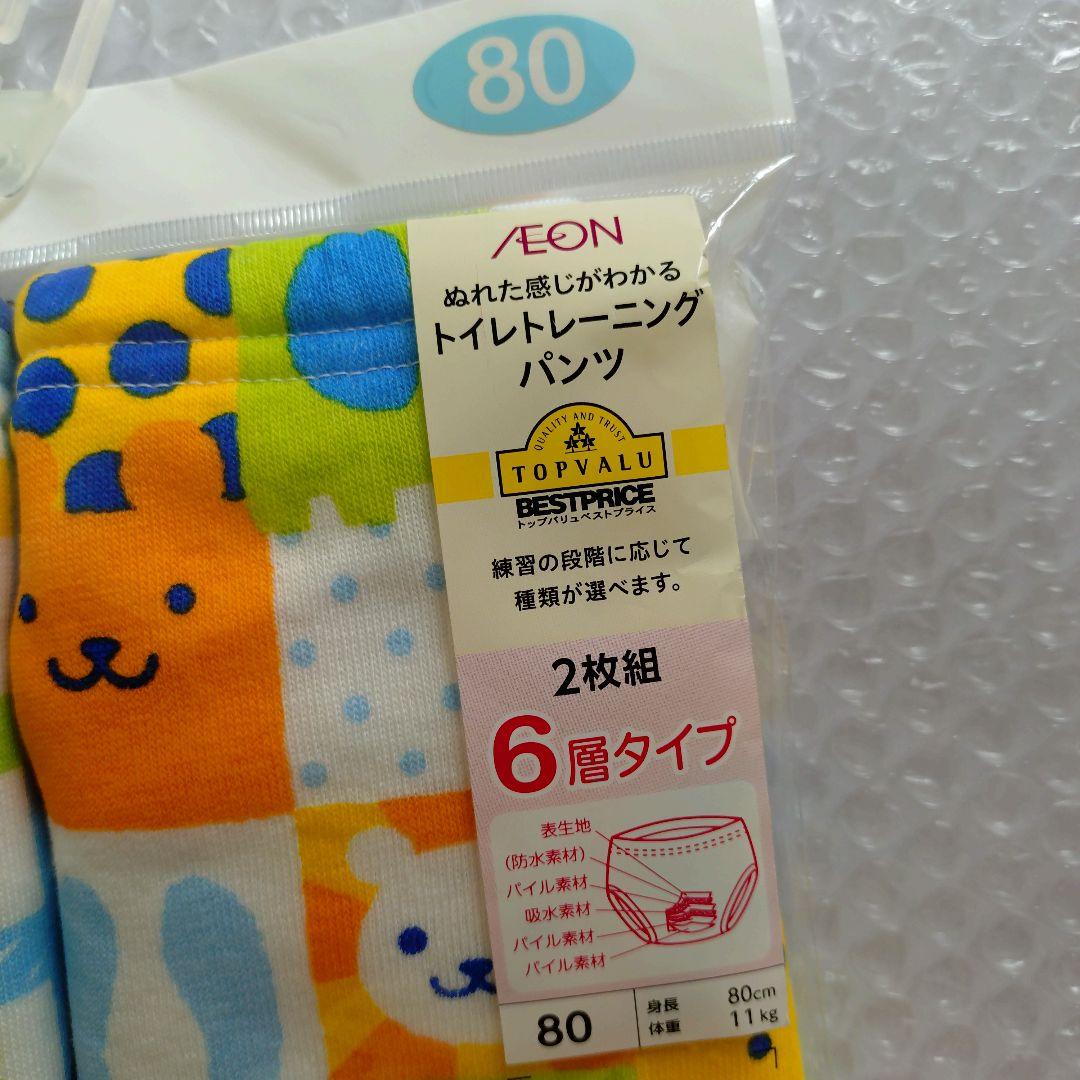 80
ÆON
ぬれた感じがわかる
トイレトレーニング
パンツ
QUALITY AND TRUST
TOPVALU
BESTPRICE
トップバリュベストプライス
練習の段階に応じて
種類が選べます。
2枚組
6層タイプ
表生地
(防水素材)
パイル素材
吸水素材
パイル素材
パイル素材
80
身長 80cm
体重 11kg